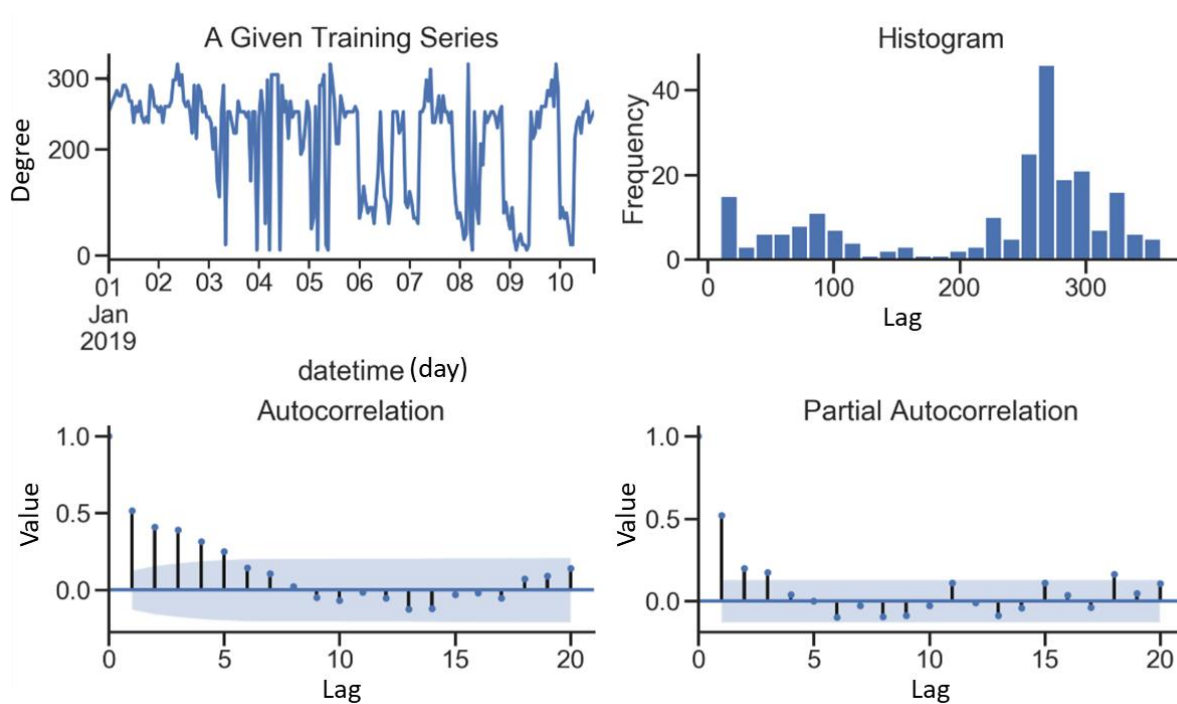 A Given Training Series
Degree
300
200
0
01 02 03 04 05 06 07 08 09 10
Jan
2019
datetime (day)
Histogram
Frequency
40
20
0
0 100 200 300
Lag
Autocorrelation
Value
1.0
0.5
0.0
0 5 10 15 20
Lag
Partial Autocorrelation
Value
1.0
0.5
0.0
0 5 10 15 20
Lag